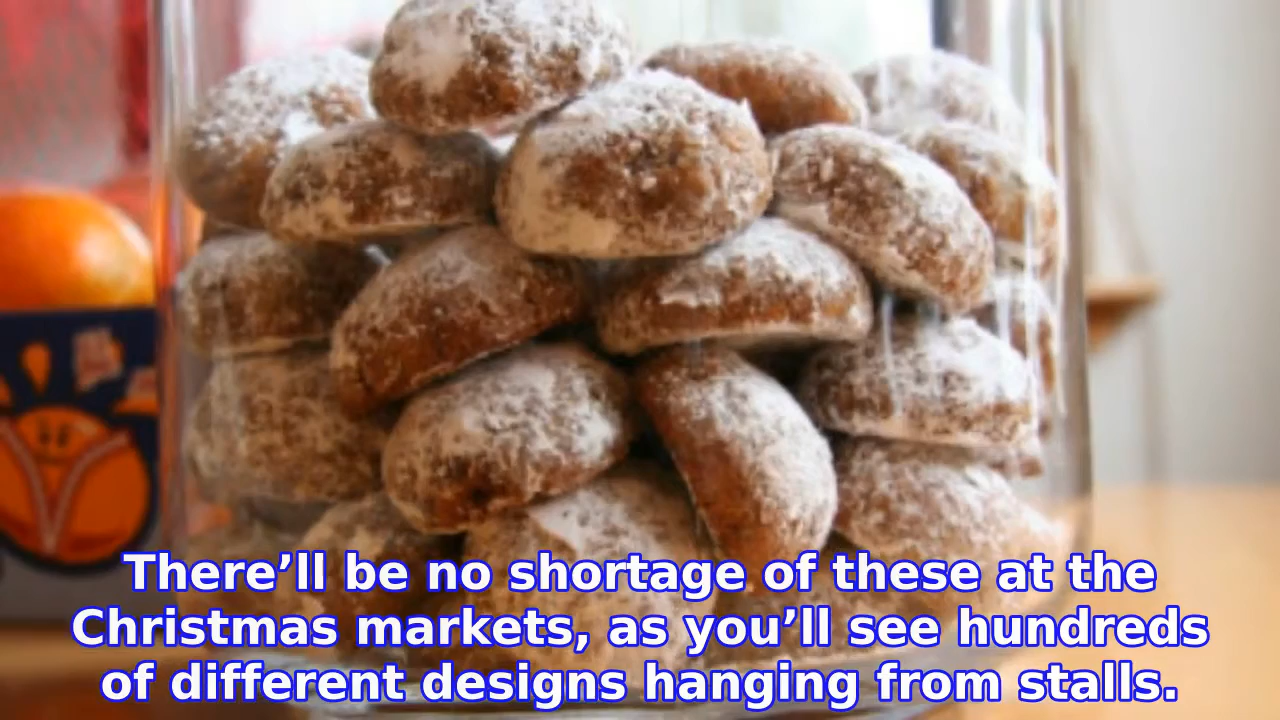 There’ll be no shortage of these at the
Christmas markets, as you’ll see hundreds
of different designs hanging from stalls.